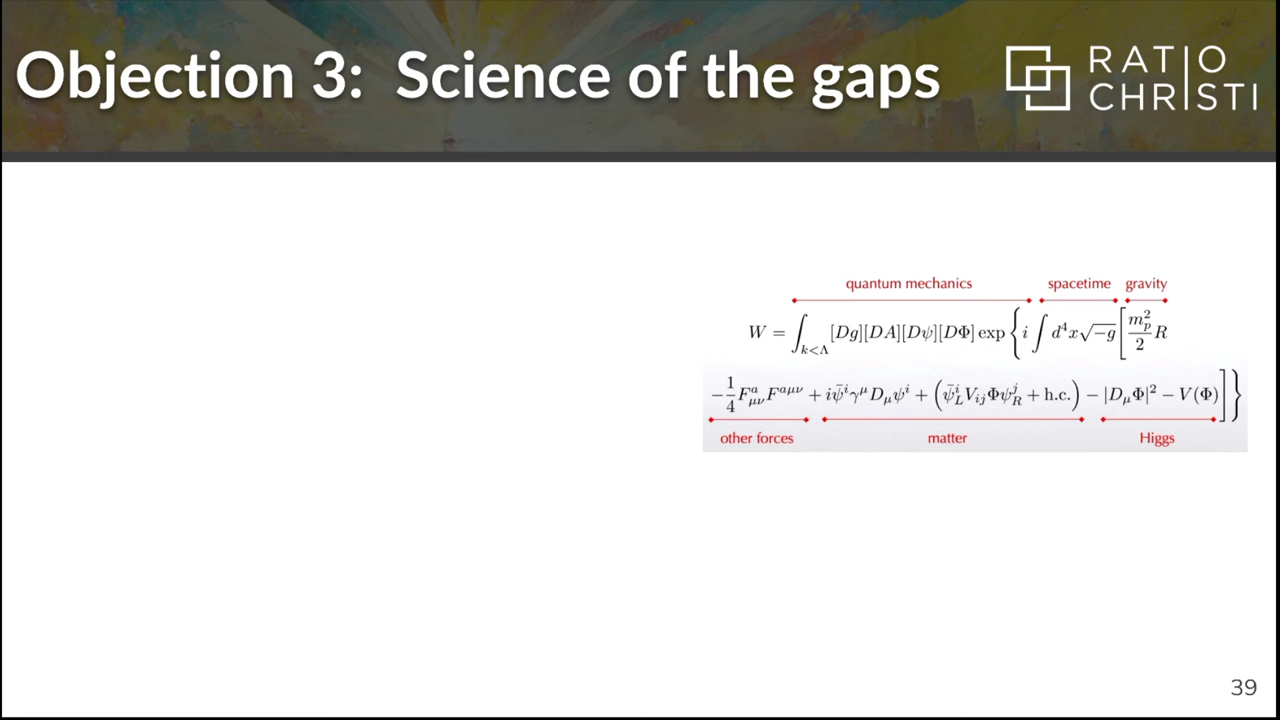 Objection 3: Science of the gaps
RATIO
CHRISTI
quantum mechanics spacetime gravity
W = ∫_{k<Λ} [Dg][DA][Dψ][DΦ] exp { i ∫ d⁴x √−g [ m_p²/2 R
− 1/4 F^a_{μν} F^{aμν} + iψ̄^i γ^μ D_μ ψ^i + ( ψ̄^i_L V_{ij} Φ ψ^j_R + h.c. ) − |D_μ Φ|² − V(Φ) ] }
other forces matter Higgs
39